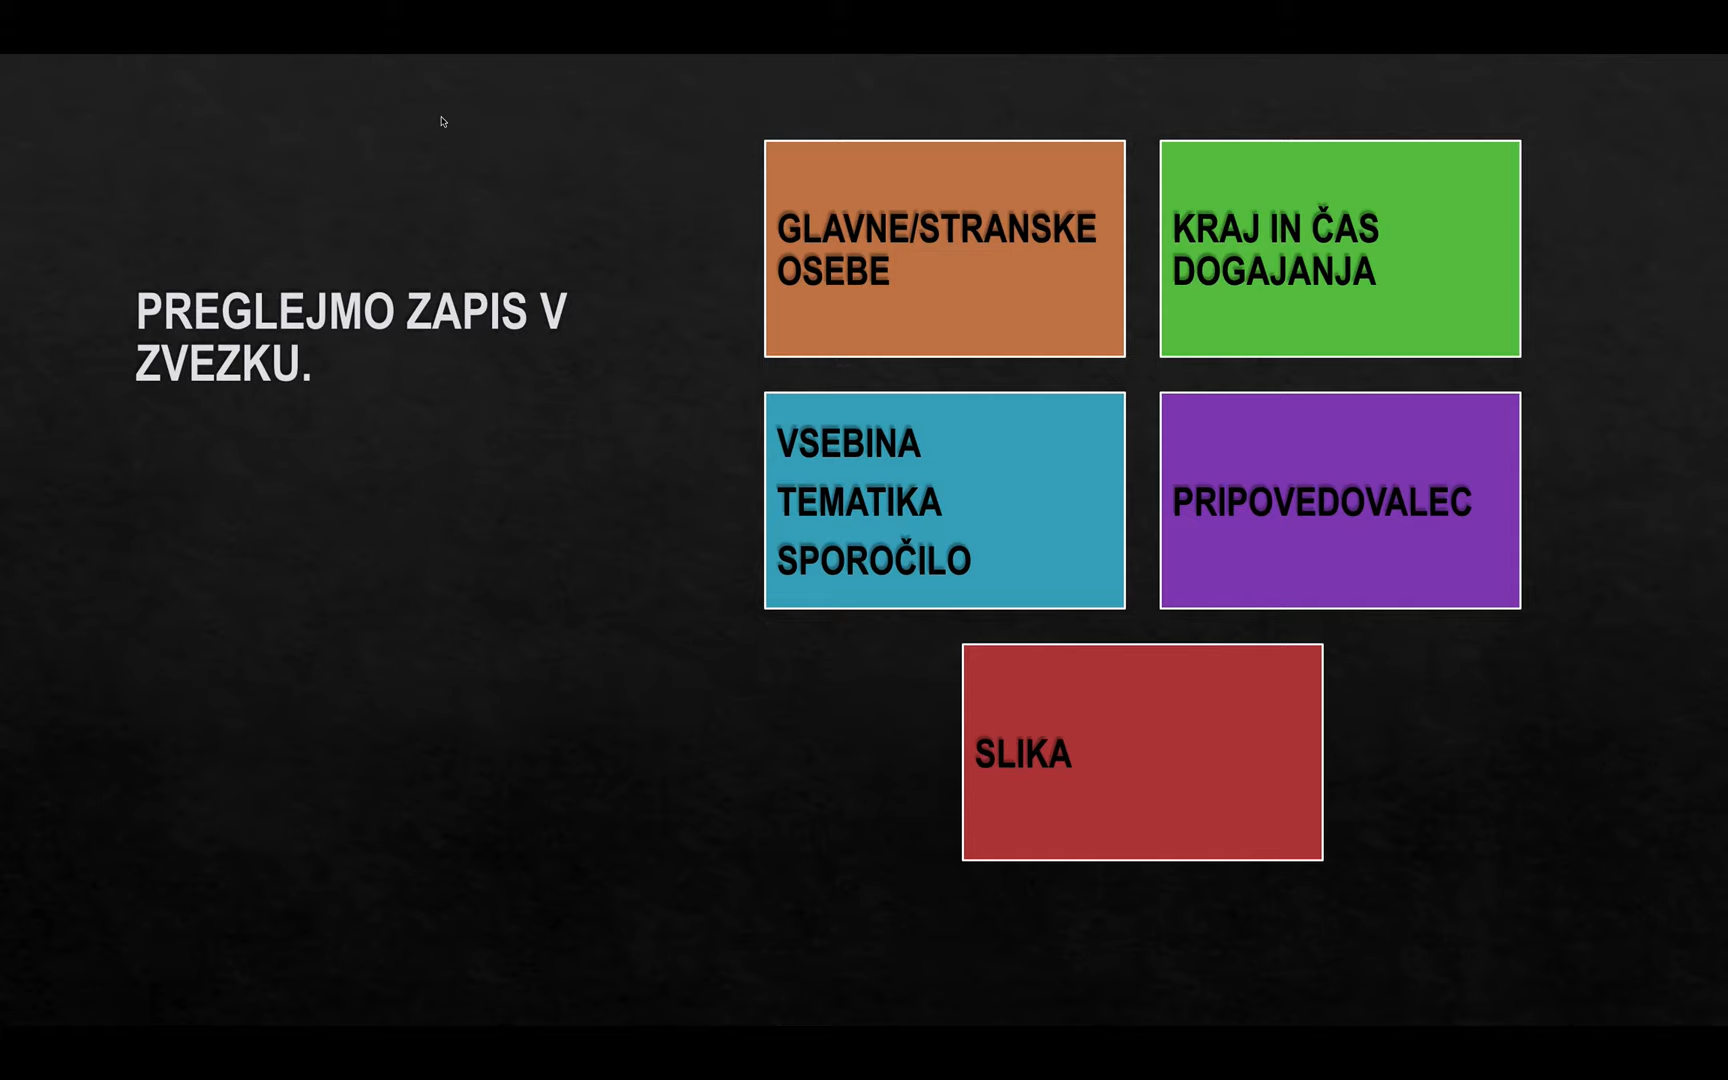 PREGLEJMO ZAPIS V
ZVEZKU.
GLAVNE/STRANSKE
OSEBE
KRAJ IN ČAS
DOGAJANJA
VSEBINA
TEMATIKA
SPOROČILO
PRIPOVEDOVALEC
SLIKA